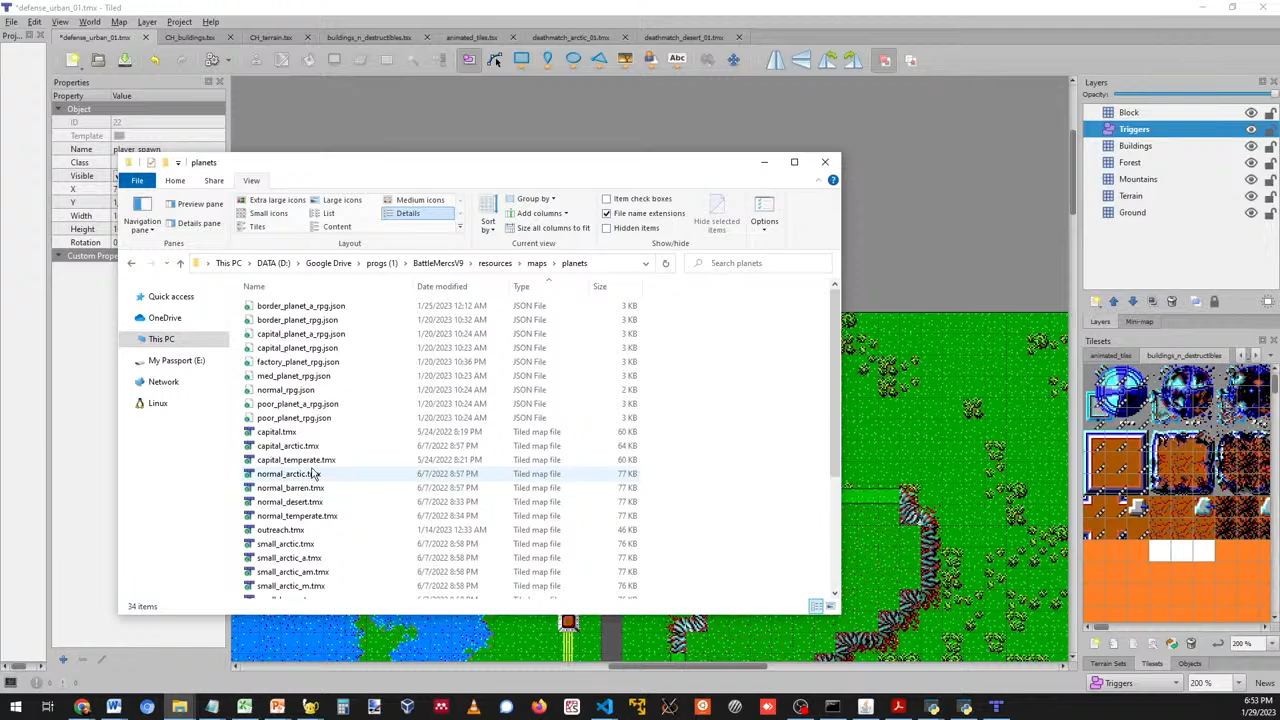 *defense_urban_01.tmx - Tiled
File Edit View World Map Layer Project Help
Proj...
*defense_urban_01.tmx CH_buildings.tsx CH_terrain.tsx buildings_n_destructibles.tsx animated_tiles.tsx deathmatch_arctic_01.tmx deathmatch_desert_01.tmx
Abc
Properties
Property Value
Object
ID 22
Template
Name player_spawn
Class
Visible
X 7
Y
Width
Height
Rotation 0
Custom Prope
planets
File Home Share View
Navigation pane
Preview pane
Details pane
Panes
Extra large icons Large icons Medium icons
Small icons List Details
Tiles Content
Layout
Sort by
Group by
Add columns
Size all columns to fit
Current view
Item check boxes
File name extensions
Hidden items
Hide selected items
Show/hide
Options
This PC DATA (D:) Google Drive progs (1) BattleMercsV9 resources maps planets
Search planets
Quick access
OneDrive
This PC
My Passport (E:)
Network
Linux
Name Date modified Type Size
border_planet_a_rpg.json 1/25/2023 12:12 AM JSON File 3 KB
border_planet_rpg.json 1/20/2023 10:32 AM JSON File 3 KB
capital_planet_a_rpg.json 1/20/2023 10:24 AM JSON File 3 KB
capital_planet_rpg.json 1/20/2023 10:23 AM JSON File 3 KB
factory_planet_rpg.json 1/20/2023 10:36 PM JSON File 3 KB
med_planet_rpg.json 1/20/2023 10:23 AM JSON File 3 KB
normal_rpg.json 1/20/2023 10:24 AM JSON File 2 KB
poor_planet_a_rpg.json 1/20/2023 10:24 AM JSON File 3 KB
poor_planet_rpg.json 1/20/2023 10:24 AM JSON File 3 KB
capital.tmx 5/24/2022 8:19 PM Tiled map file 60 KB
capital_arctic.tmx 6/7/2022 8:57 PM Tiled map file 64 KB
capital_temperate.tmx 5/24/2022 8:21 PM Tiled map file 60 KB
normal_arctic.tmx 6/7/2022 8:57 PM Tiled map file 77 KB
normal_barren.tmx 6/7/2022 8:57 PM Tiled map file 77 KB
normal_desert.tmx 6/7/2022 8:33 PM Tiled map file 77 KB
normal_temperate.tmx 6/7/2022 8:34 PM Tiled map file 77 KB
outreach.tmx 1/14/2023 12:33 AM Tiled map file 46 KB
small_arctic.tmx 6/7/2022 8:58 PM Tiled map file 76 KB
small_arctic_a.tmx 6/7/2022 8:58 PM Tiled map file 77 KB
small_arctic_am.tmx 6/7/2022 8:58 PM Tiled map file 77 KB
small_arctic_m.tmx 6/7/2022 8:58 PM Tiled map file 76 KB
34 items
Layers
Opacity:
Block
Triggers
Buildings
Forest
Mountains
Terrain
Ground
Layers Mini-map
Tilesets
animated_tiles buildings_n_destructibles
200 %
Terrain Sets Tilesets Objects
0 0
Triggers 200 % News
6:53 PM
1/29/2023